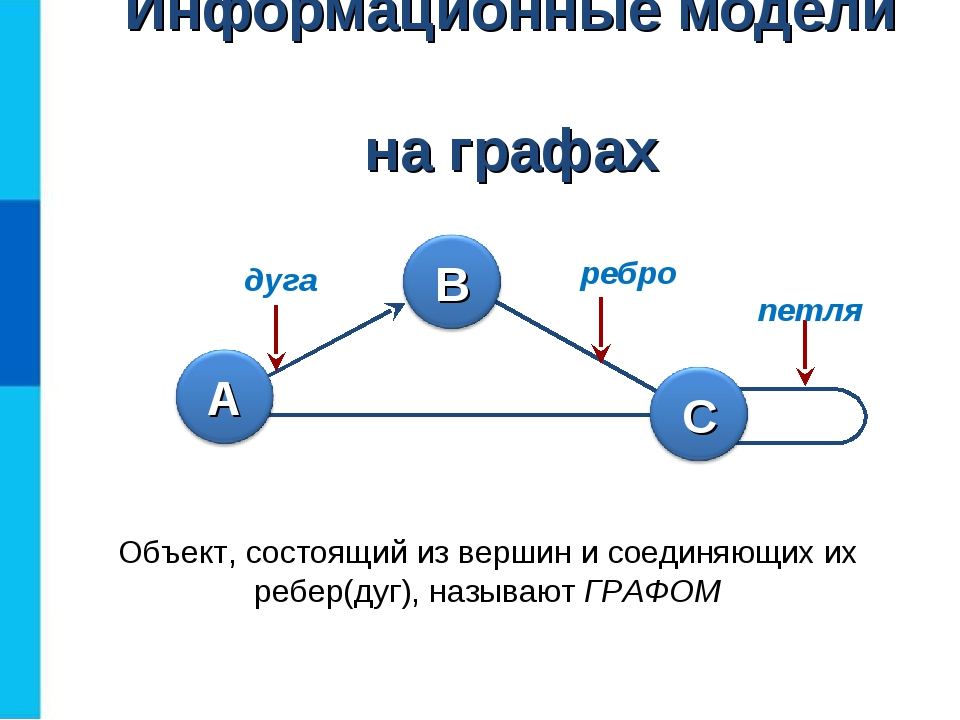 Информационные модели
на графах
дуга
B
ребро
петля
A
C
Объект, состоящий из вершин и соединяющих их
ребер(дуг), называют ГРАФОМ